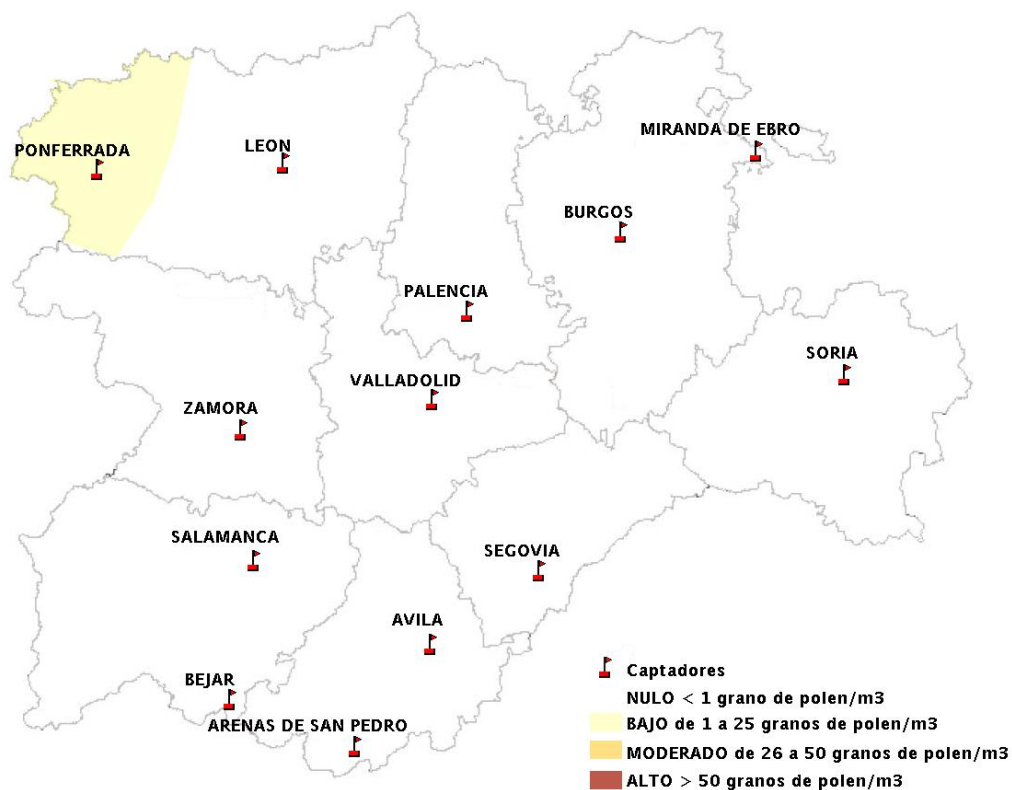 MIRANDA DE EBRO
PONFERRADA
LEON
BURGOS
PALENCIA
SORIA
VALLADOLID
ZAMORA
SALAMANCA
SEGOVIA
AVILA
BEJAR
ARENAS DE SAN PEDRO
Captadores
NULO < 1 grano de polen/m3
BAJO de 1 a 25 granos de polen/m3
MODERADO de 26 a 50 granos de polen/m3
ALTO > 50 granos de polen/m3